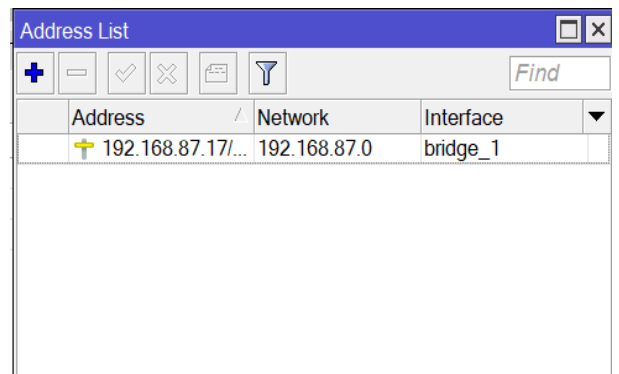 Address List
Find
Address Network Interface
192.168.87.17/... 192.168.87.0 bridge_1